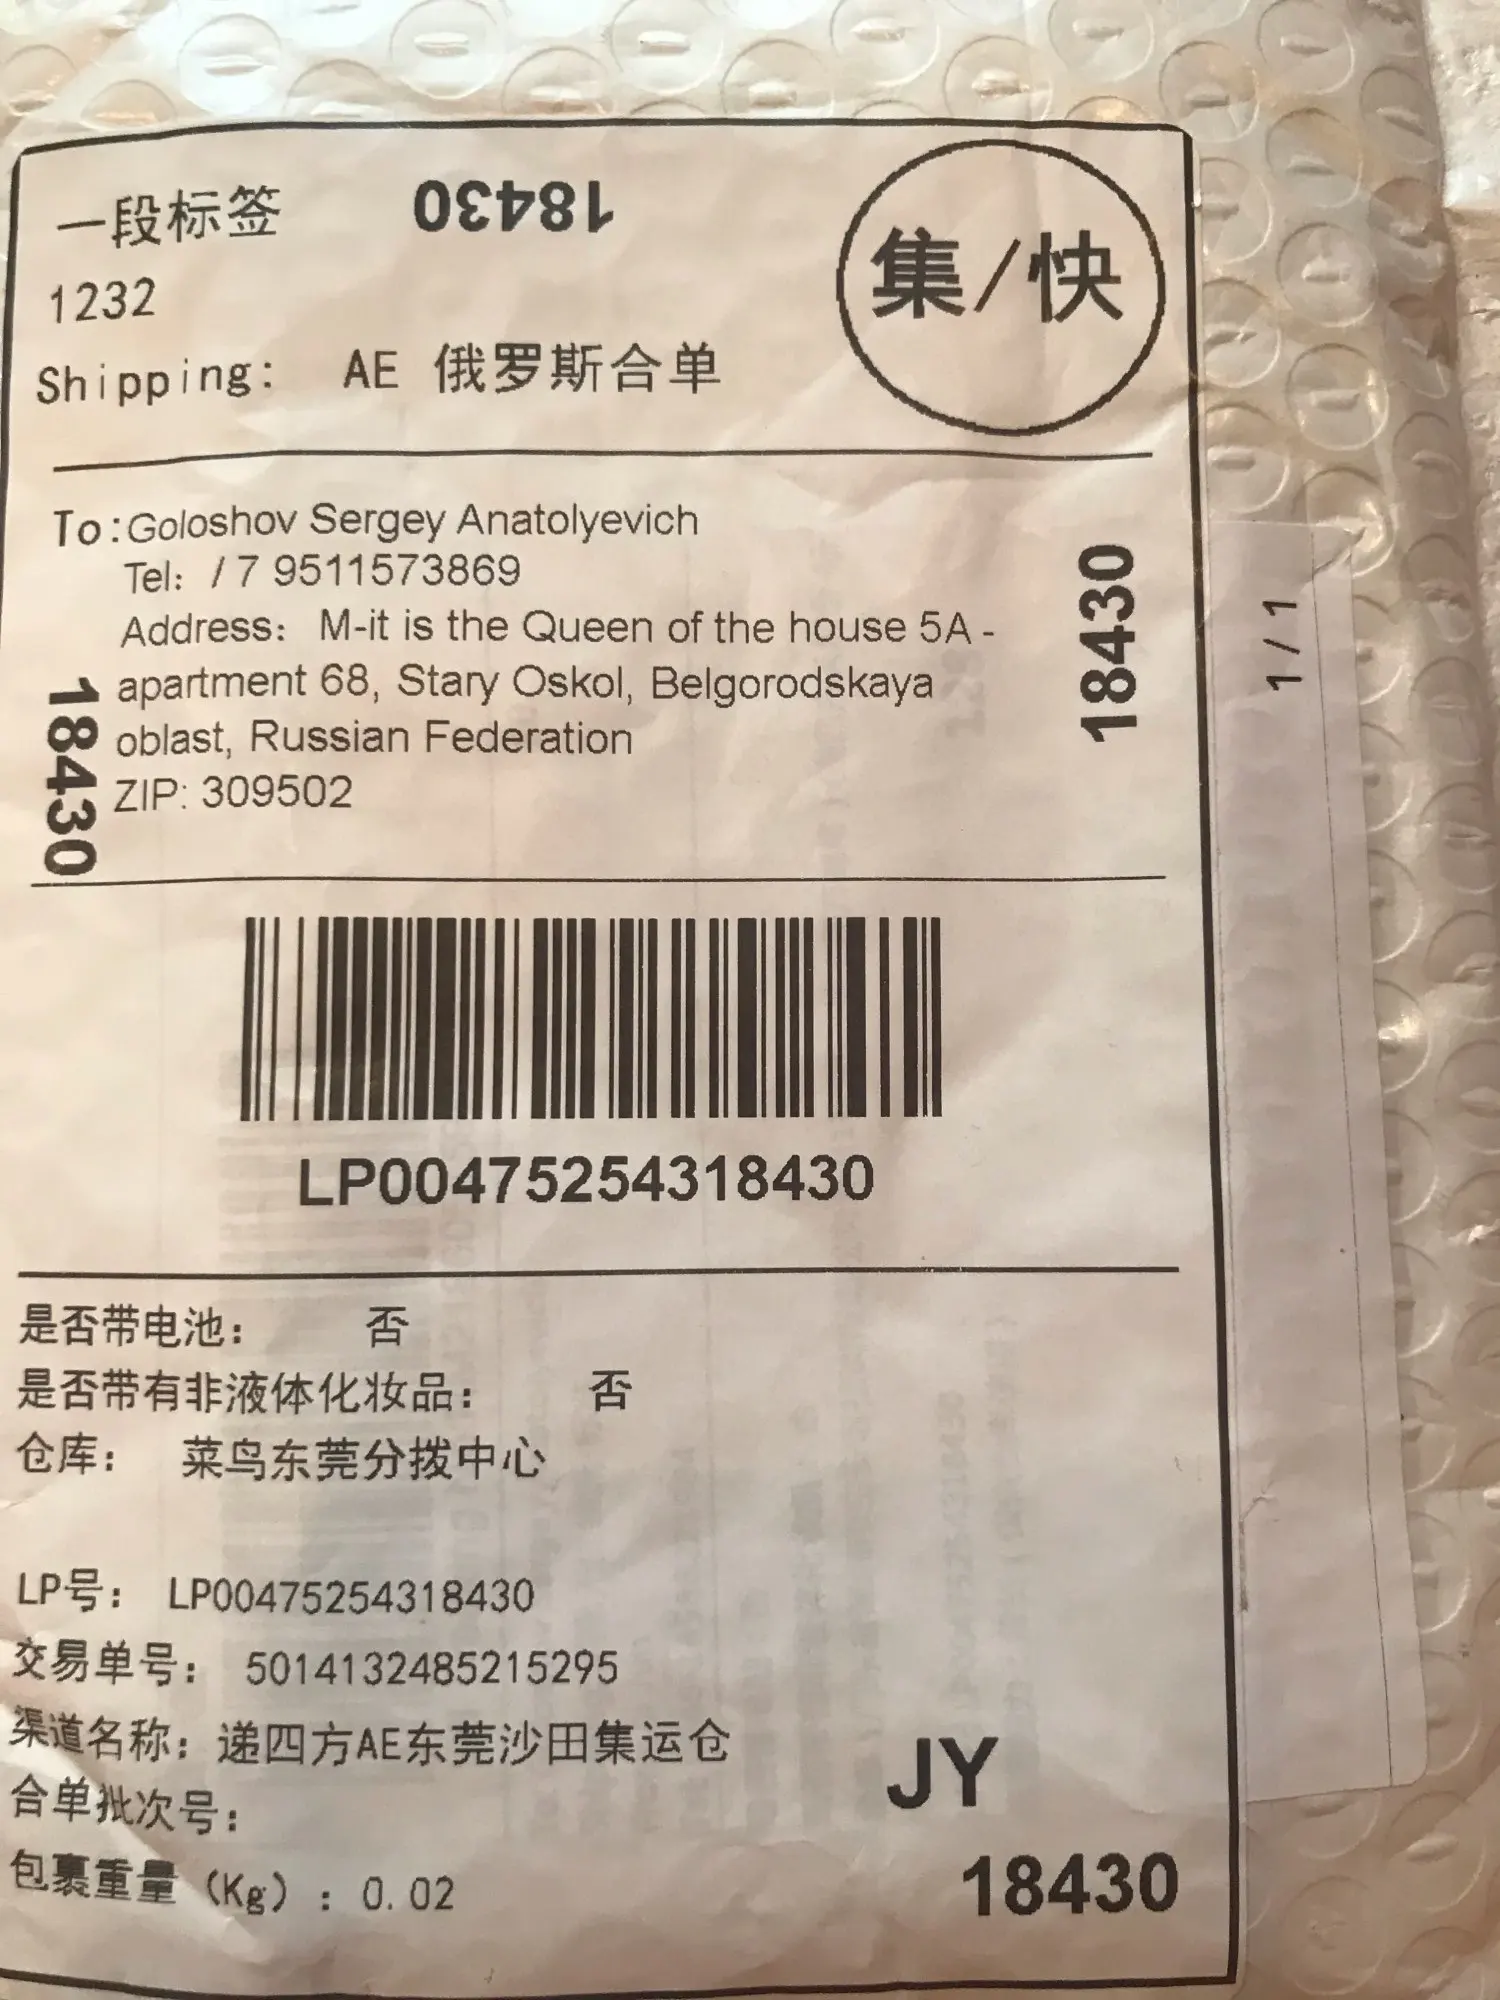 一段标签
18430
集/快
1232
Shipping: AE 俄罗斯合单
To:Goloshov Sergey Anatolyevich
Tel: / 7 9511573869
Address: M-it is the Queen of the house 5A -
apartment 68, Stary Oskol, Belgorodskaya
oblast, Russian Federation
ZIP: 309502
18430
18430
1/1
LP00475254318430
是否带电池: 否
是否带有非液体化妆品: 否
仓库: 菜鸟东莞分拨中心
LP号: LP00475254318430
交易单号: 5014132485215295
渠道名称: 递四方AE东莞沙田集运仓
合单批次号:
包裹重量 (Kg) : 0.02
JY
18430